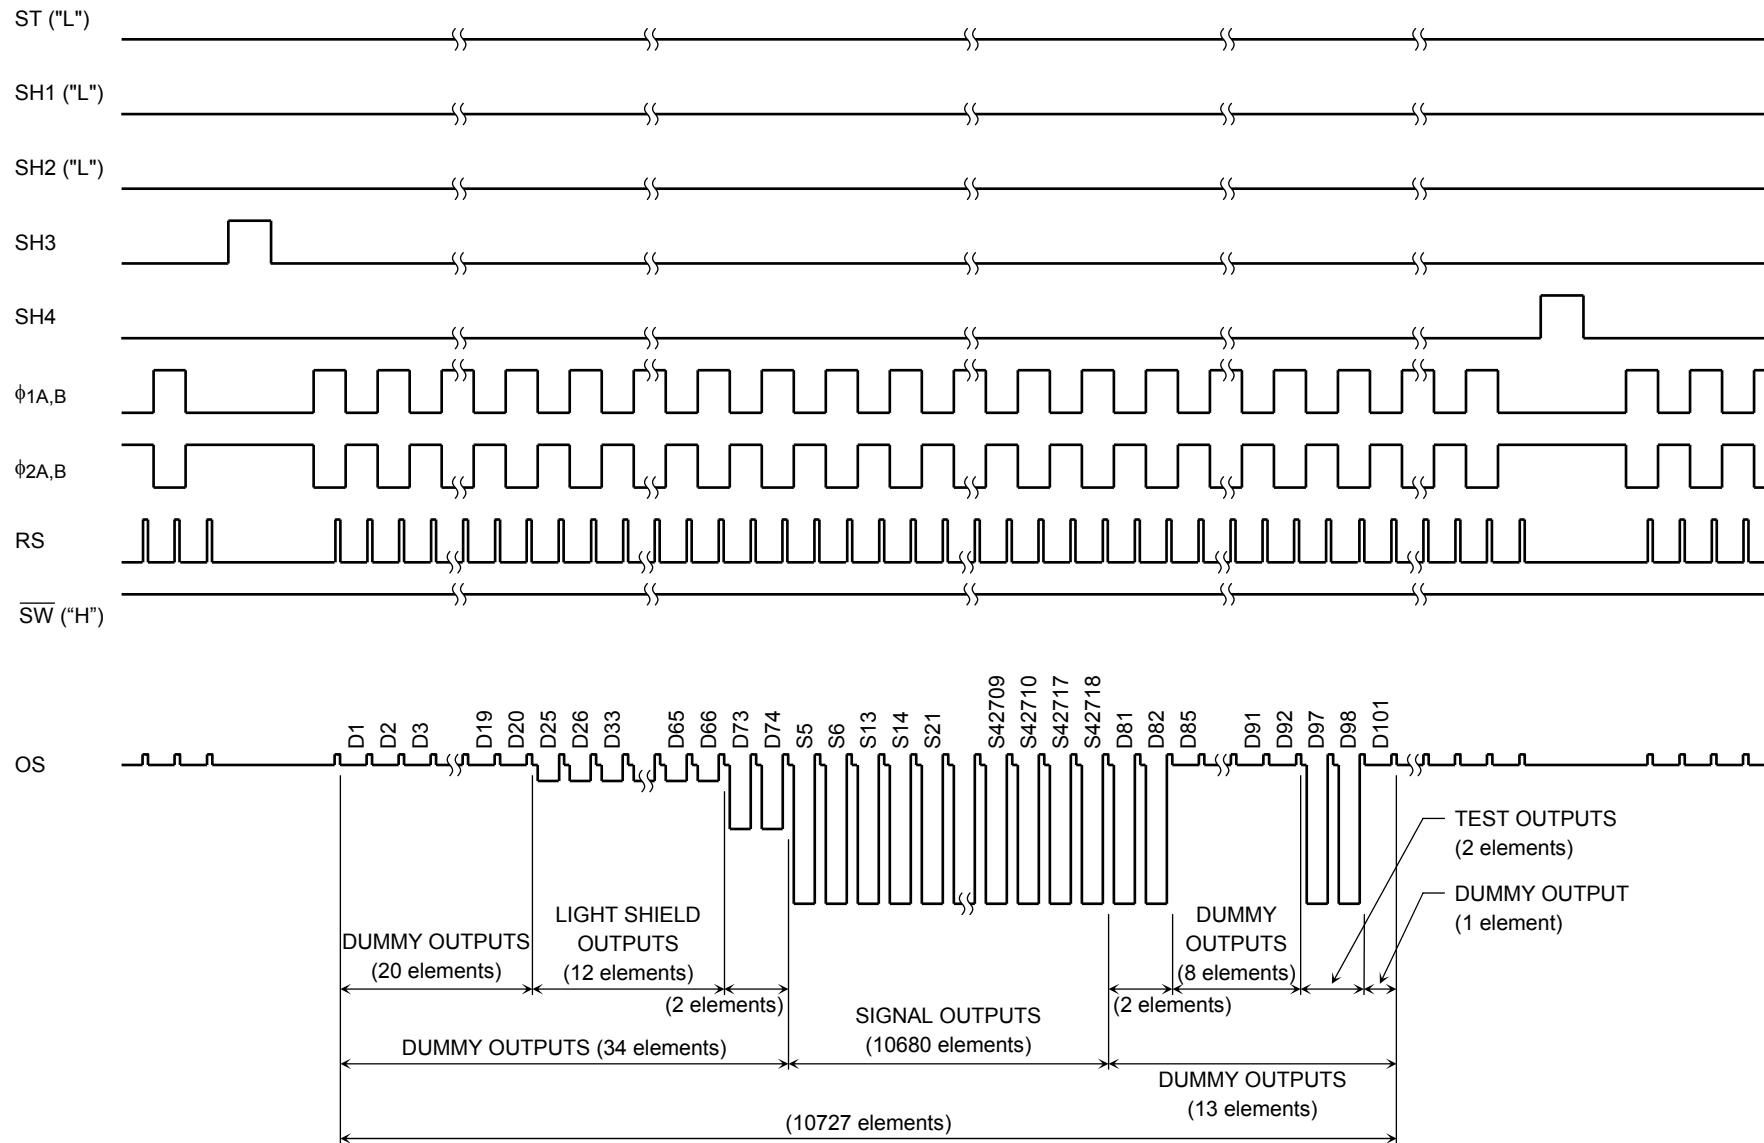 ST ("L")
SH1 ("L")
SH2 ("L")
SH3
SH4
ϕ1A,B
ϕ2A,B
RS
SW (“H”)
D1
D2
D3
D19
D20
D25
D26
D33
D65
D66
D73
D74
S5
S6
S13
S14
S21
S42709
S42710
S42717
S42718
D81
D82
D85
D91
D92
D97
D98
D101
OS
TEST OUTPUTS
(2 elements)
DUMMY OUTPUT
(1 element)
DUMMY OUTPUTS
(20 elements)
LIGHT SHIELD
OUTPUTS
(12 elements)
(2 elements)
DUMMY
OUTPUTS
(8 elements)
(2 elements)
SIGNAL OUTPUTS
(10680 elements)
DUMMY OUTPUTS (34 elements)
DUMMY OUTPUTS
(13 elements)
(10727 elements)